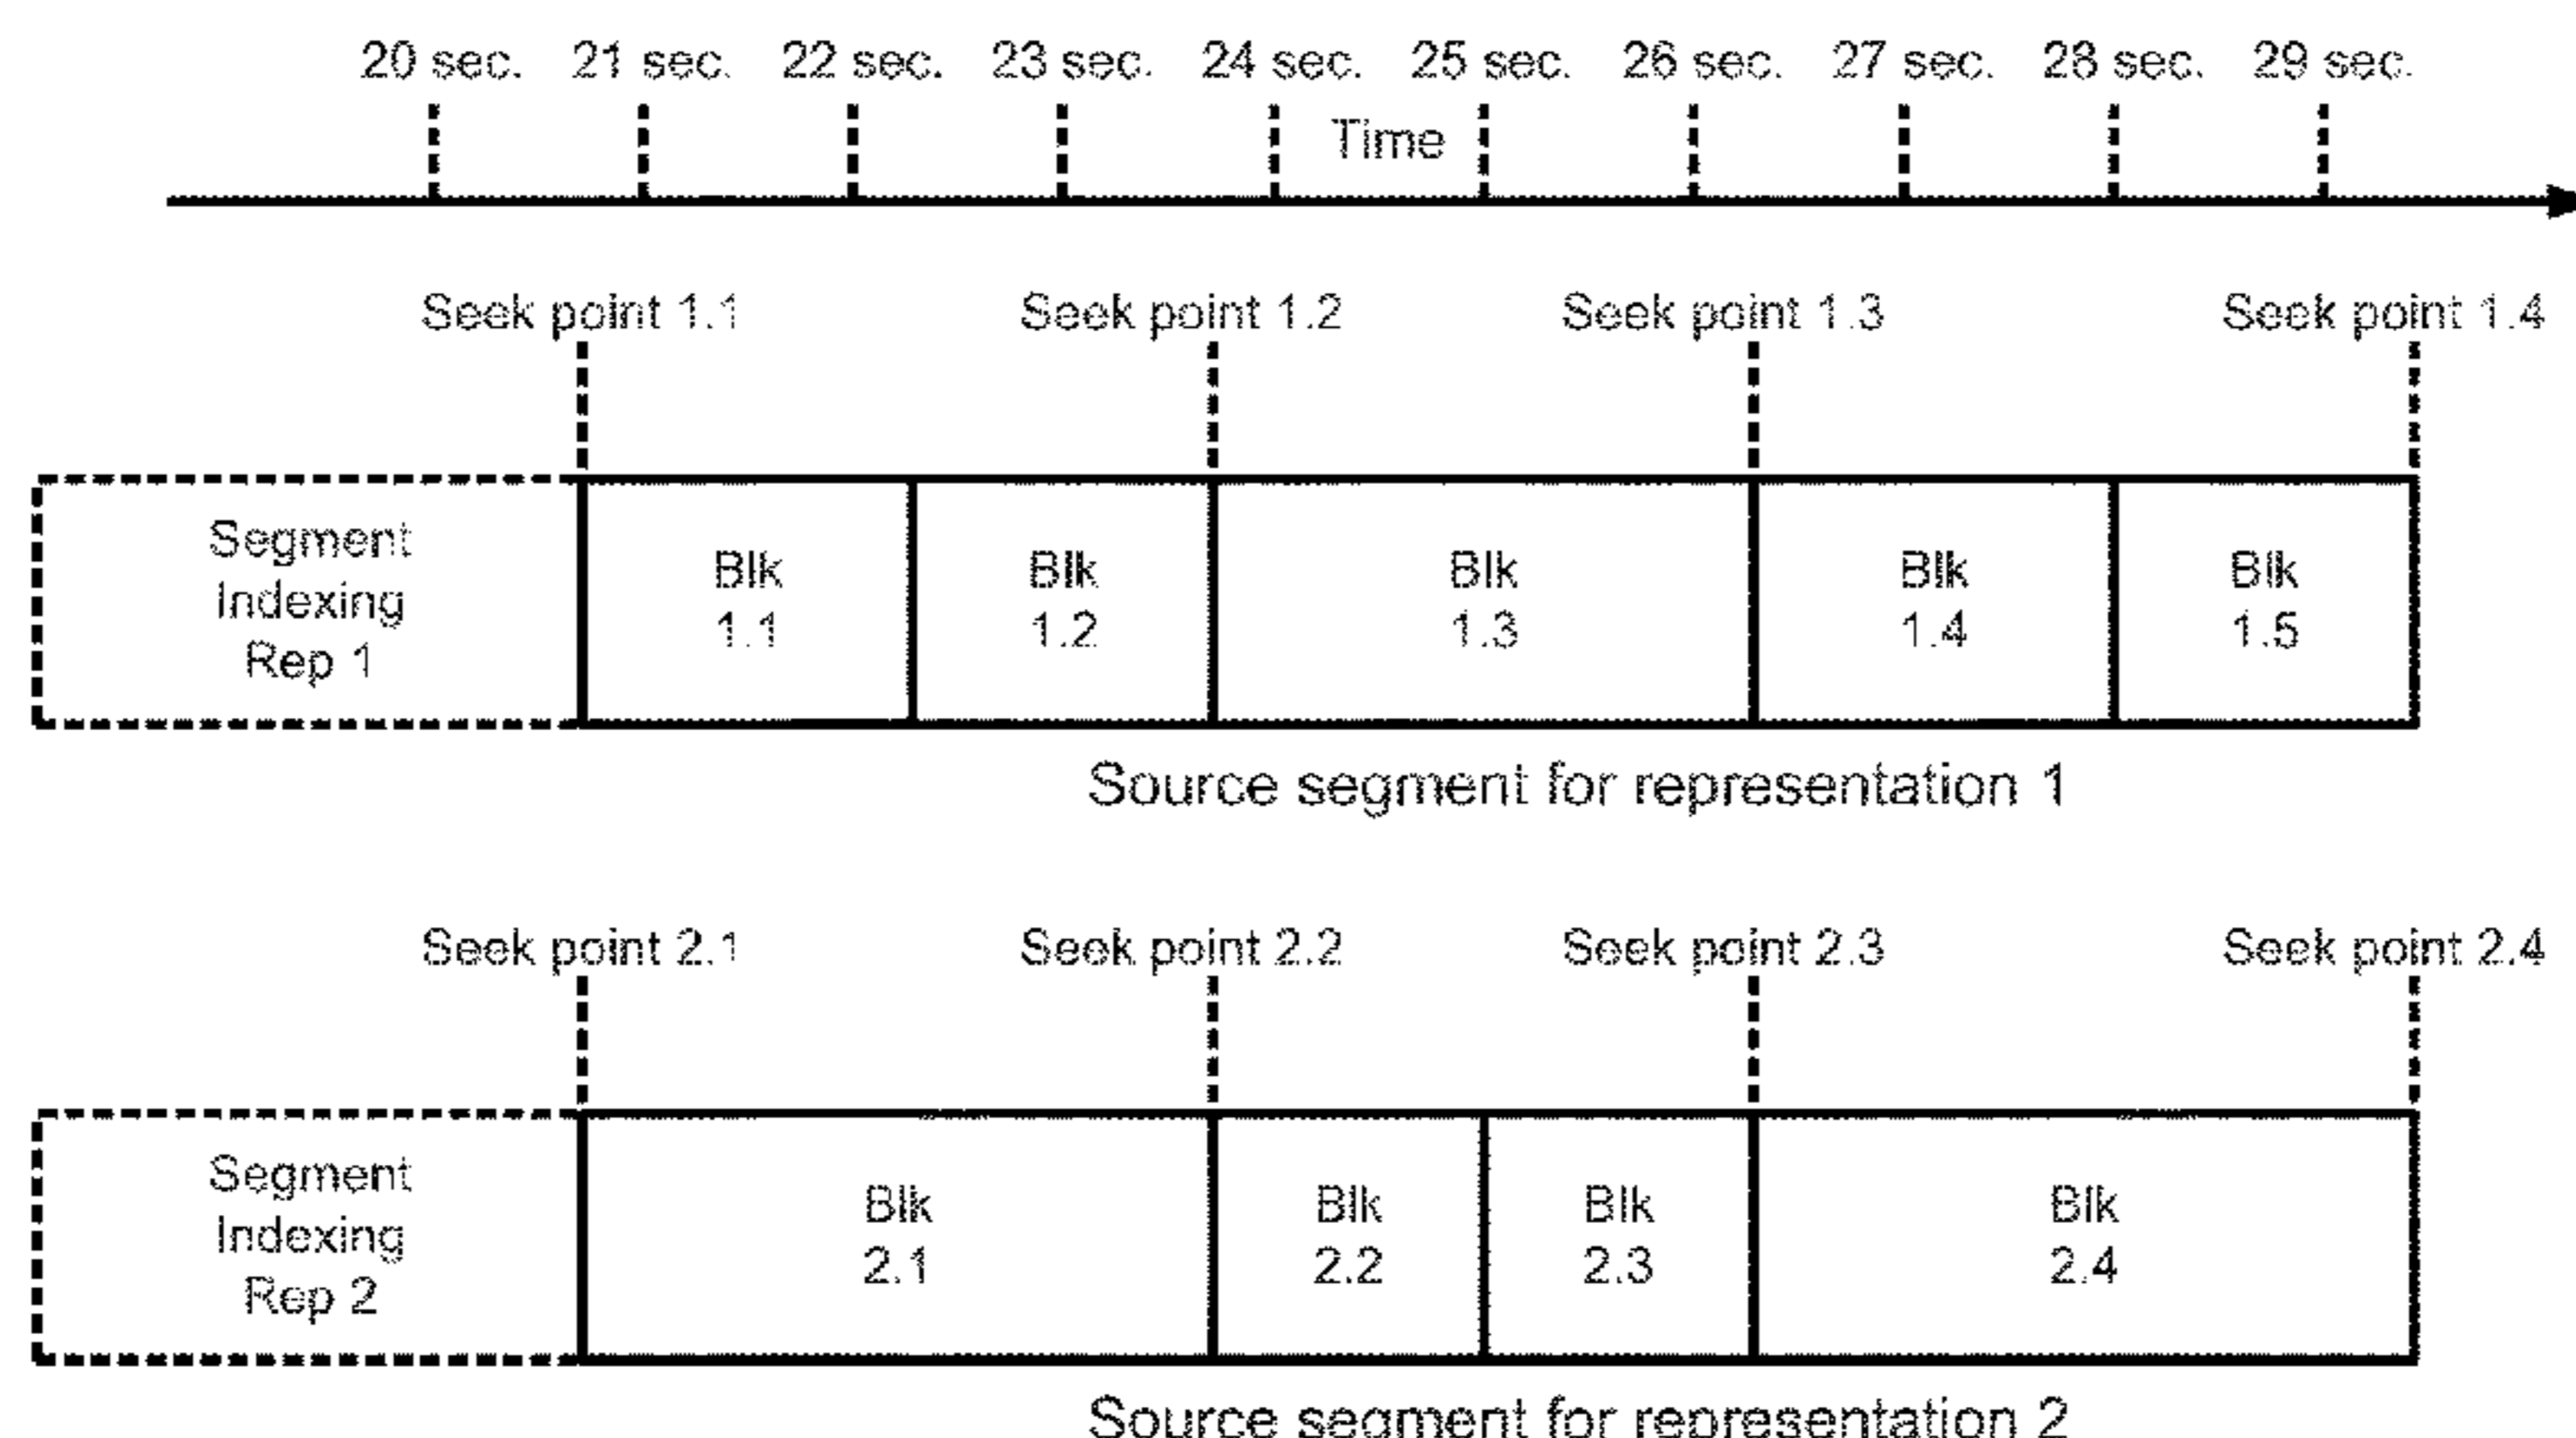 20 sec. 21 sec. 22 sec. 23 sec. 24 sec. 25 sec. 26 sec. 27 sec. 28 sec. 29 sec.
Time
Seek point 1.1 Seek point 1.2 Seek point 1.3 Seek point 1.4
Segment
Indexing
Rep 1
Blk
1.1
Blk
1.2
Blk
1.3
Blk
1.4
Blk
1.5
Source segment for representation 1
Seek point 2.1 Seek point 2.2 Seek point 2.3 Seek point 2.4
Segment
Indexing
Rep 2
Blk
2.1
Blk
2.2
Blk
2.3
Blk
2.4
Source segment for representation 2